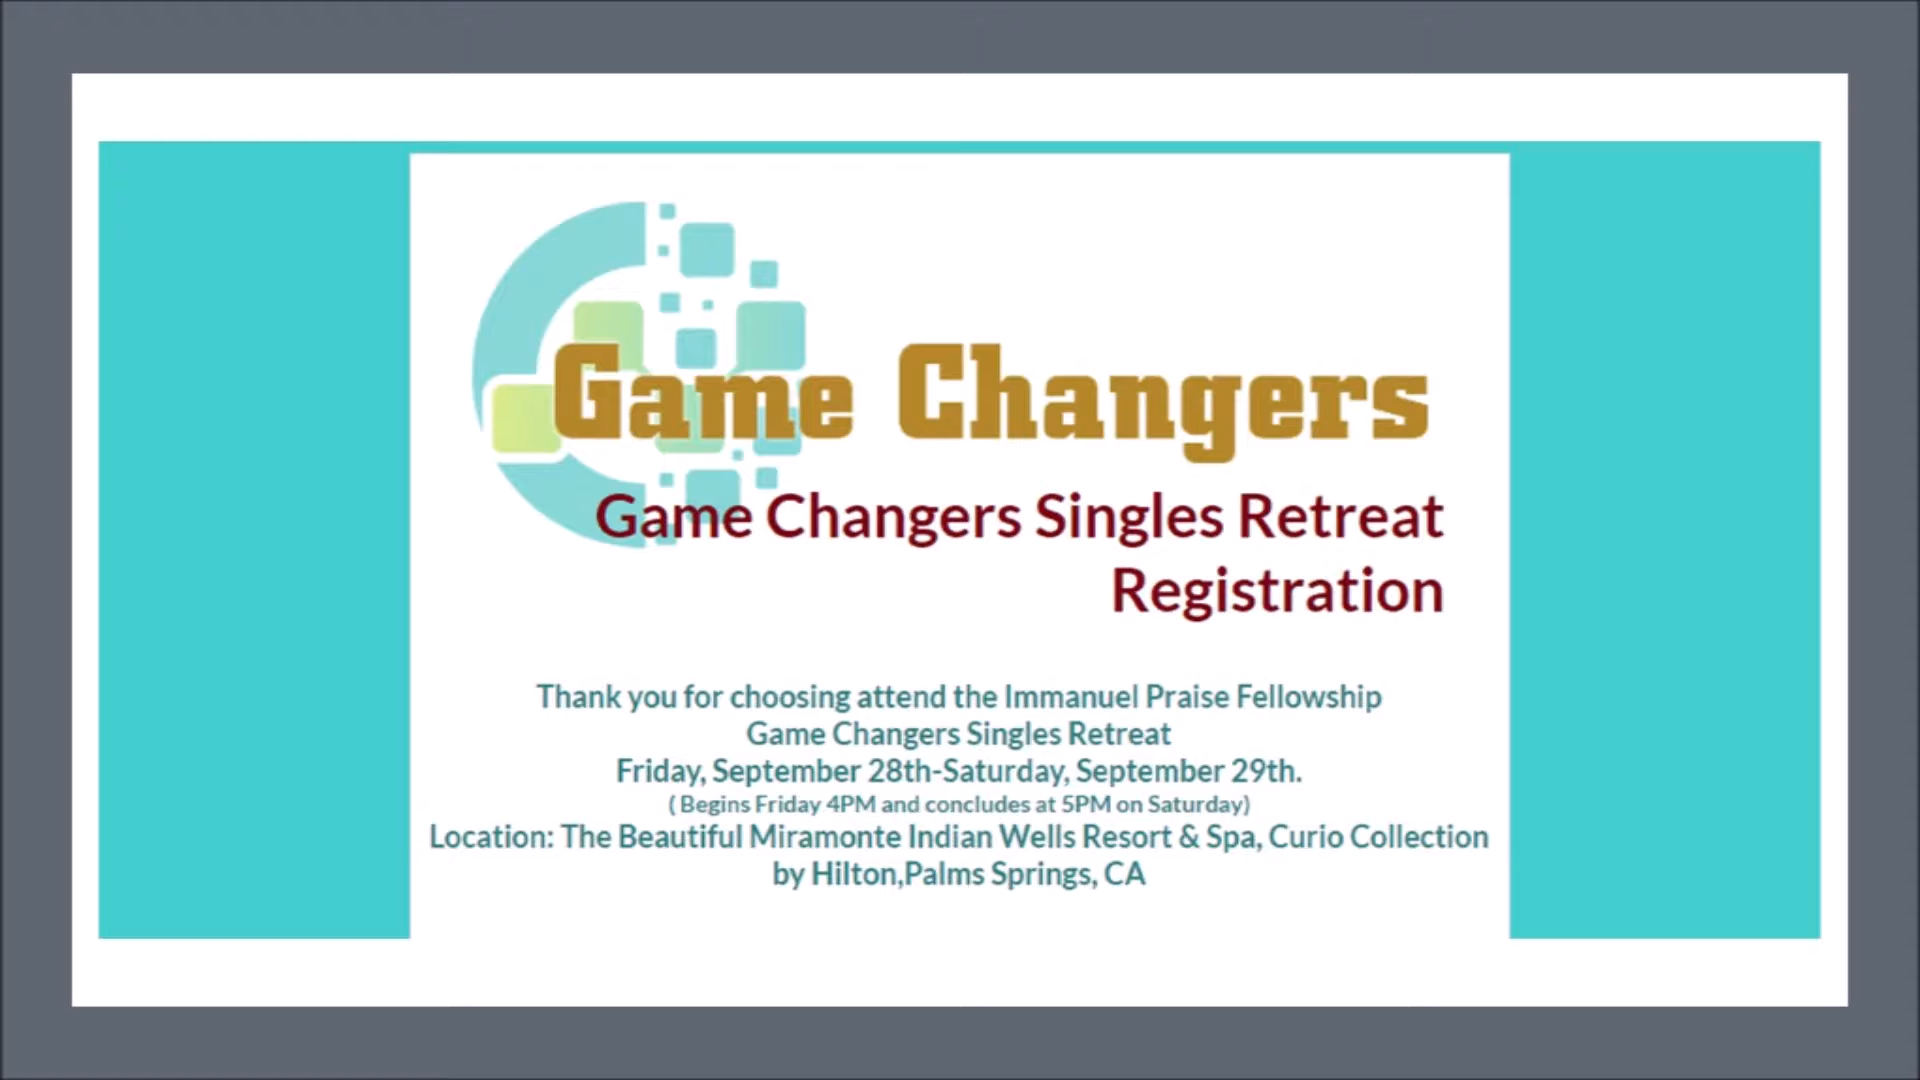 Game Changers
Game Changers Singles Retreat
Registration
Thank you for choosing attend the Immanuel Praise Fellowship
Game Changers Singles Retreat
Friday, September 28th-Saturday, September 29th.
( Begins Friday 4PM and concludes at 5PM on Saturday)
Location: The Beautiful Miramonte Indian Wells Resort & Spa, Curio Collection
by Hilton,Palms Springs, CA